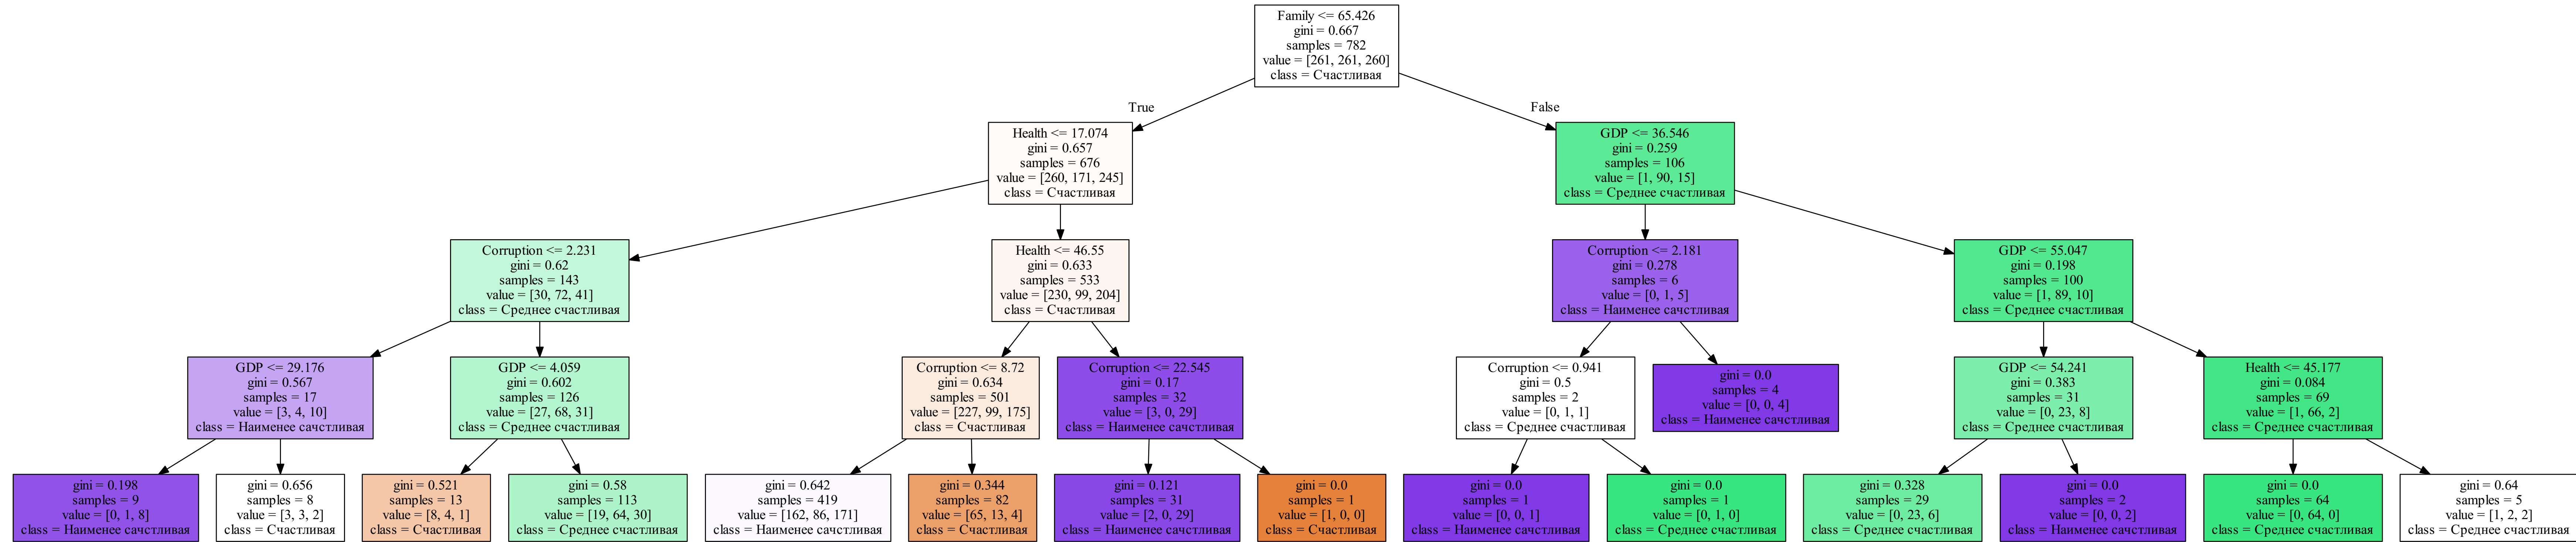 Family <= 65.426
gini = 0.667
samples = 782
value = [261, 261, 260]
class = Счастливая
True
False
Health <= 17.074
gini = 0.657
samples = 676
value = [260, 171, 245]
class = Счастливая
GDP <= 36.546
gini = 0.259
samples = 106
value = [1, 90, 15]
class = Среднее счастливая
Corruption <= 2.231
gini = 0.62
samples = 143
value = [30, 72, 41]
class = Среднее счастливая
Health <= 46.55
gini = 0.633
samples = 533
value = [230, 99, 204]
class = Счастливая
Corruption <= 2.181
gini = 0.278
samples = 6
value = [0, 1, 5]
class = Наименее сачстливая
GDP <= 55.047
gini = 0.198
samples = 100
value = [1, 89, 10]
class = Среднее счастливая
GDP <= 29.176
gini = 0.567
samples = 17
value = [3, 4, 10]
class = Наименее сачстливая
GDP <= 4.059
gini = 0.602
samples = 126
value = [27, 68, 31]
class = Среднее счастливая
Corruption <= 8.72
gini = 0.634
samples = 501
value = [227, 99, 175]
class = Счастливая
Corruption <= 22.545
gini = 0.17
samples = 32
value = [3, 0, 29]
class = Наименее сачстливая
Corruption <= 0.941
gini = 0.5
samples = 2
value = [0, 1, 1]
class = Среднее счастливая
gini = 0.0
samples = 4
value = [0, 0, 4]
class = Наименее сачстливая
GDP <= 54.241
gini = 0.383
samples = 31
value = [0, 23, 8]
class = Среднее счастливая
Health <= 45.177
gini = 0.084
samples = 69
value = [1, 66, 2]
class = Среднее счастливая
gini = 0.198
samples = 9
value = [0, 1, 8]
class = Наименее сачстливая
gini = 0.656
samples = 8
value = [3, 3, 2]
class = Счастливая
gini = 0.521
samples = 13
value = [8, 4, 1]
class = Счастливая
gini = 0.58
samples = 113
value = [19, 64, 30]
class = Среднее счастливая
gini = 0.642
samples = 419
value = [162, 86, 171]
class = Наименее сачстливая
gini = 0.344
samples = 82
value = [65, 13, 4]
class = Счастливая
gini = 0.121
samples = 31
value = [2, 0, 29]
class = Наименее сачстливая
gini = 0.0
samples = 1
value = [1, 0, 0]
class = Счастливая
gini = 0.0
samples = 1
value = [0, 0, 1]
class = Наименее сачстливая
gini = 0.0
samples = 1
value = [0, 1, 0]
class = Среднее счастливая
gini = 0.328
samples = 29
value = [0, 23, 6]
class = Среднее счастливая
gini = 0.0
samples = 2
value = [0, 0, 2]
class = Наименее сачстливая
gini = 0.0
samples = 64
value = [0, 64, 0]
class = Среднее счастливая
gini = 0.64
samples = 5
value = [1, 2, 2]
class = Среднее счастливая